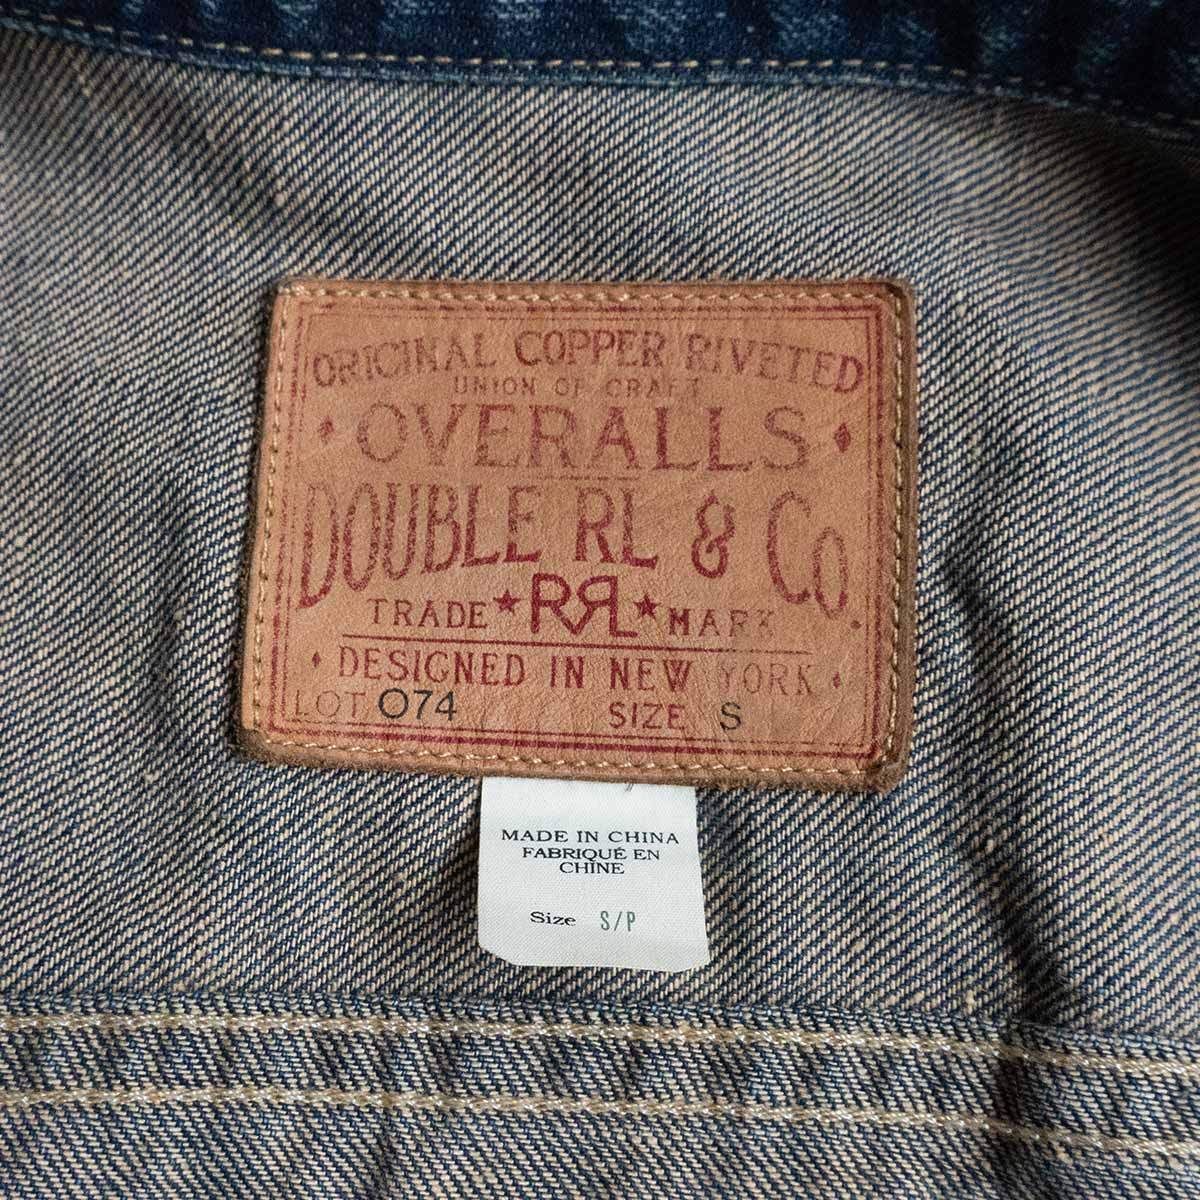 ORIGINAL COPPER RIVETED
UNION OF CRAFT
OVERALLS
DOUBLE RL & CO
TRADE ★ RRL ★ MARK
DESIGNED IN NEW YORK
LOT 074 SIZE S
MADE IN CHINA
FABRIQUÉ EN
CHINE
Size S/P